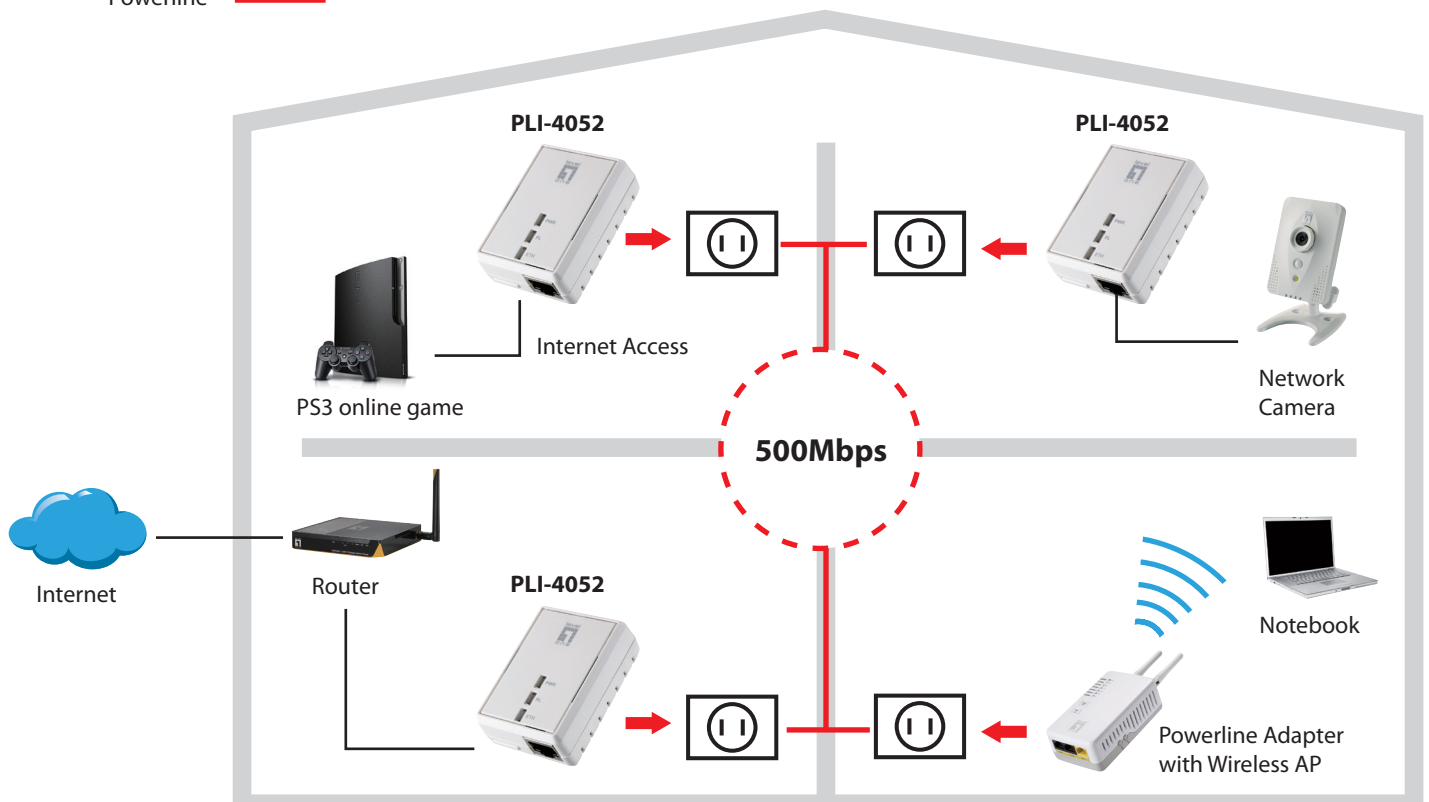 Powerline
PLI-4052
PLI-4052
Internet Access
PS3 online game
Network
Camera
500Mbps
Internet
Router
PLI-4052
Notebook
Powerline Adapter
with Wireless AP